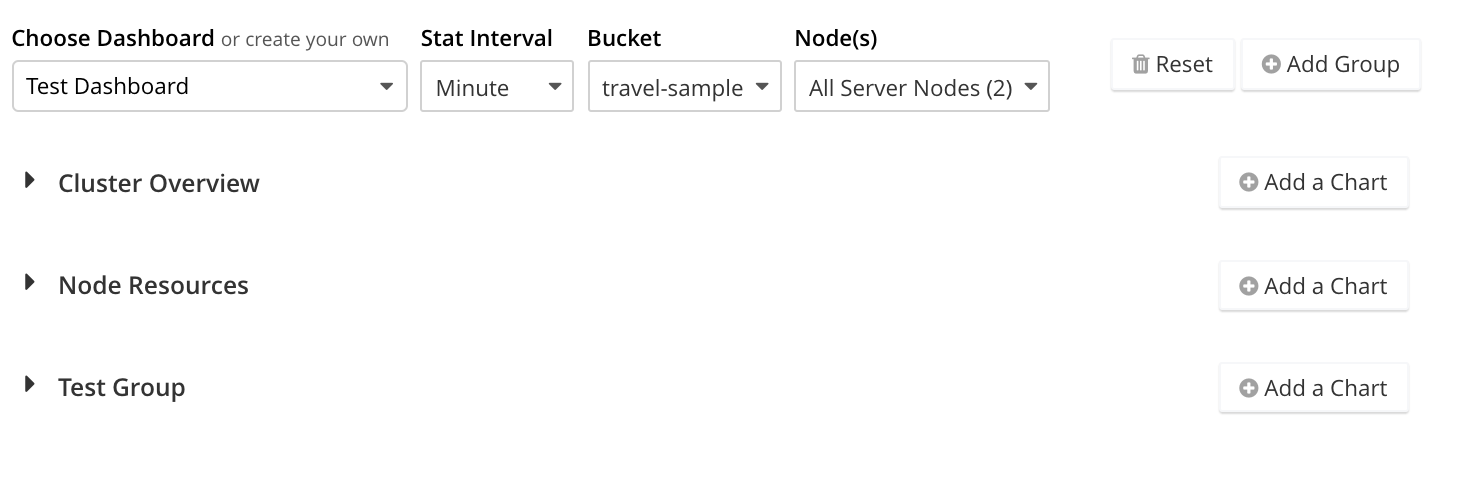 Choose Dashboard or create your own Stat Interval Bucket Node(s)
Test Dashboard Minute travel-sample All Server Nodes (2) Reset Add Group
Cluster Overview Add a Chart
Node Resources Add a Chart
Test Group Add a Chart